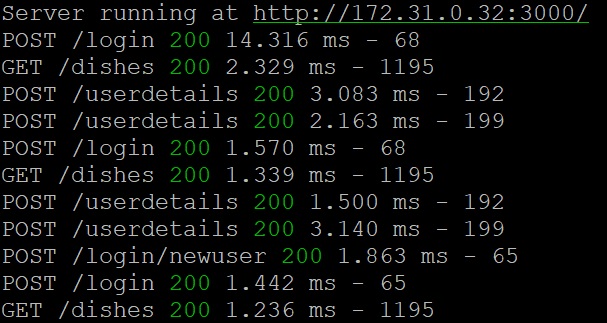 Server running at http://172.31.0.32:3000/
POST /login 200 14.316 ms - 68
GET /dishes 200 2.329 ms - 1195
POST /userdetails 200 3.083 ms - 192
POST /userdetails 200 2.163 ms - 199
POST /login 200 1.570 ms - 68
GET /dishes 200 1.339 ms - 1195
POST /userdetails 200 1.500 ms - 192
POST /userdetails 200 3.140 ms - 199
POST /login/newuser 200 1.863 ms - 65
POST /login 200 1.442 ms - 65
GET /dishes 200 1.236 ms - 1195